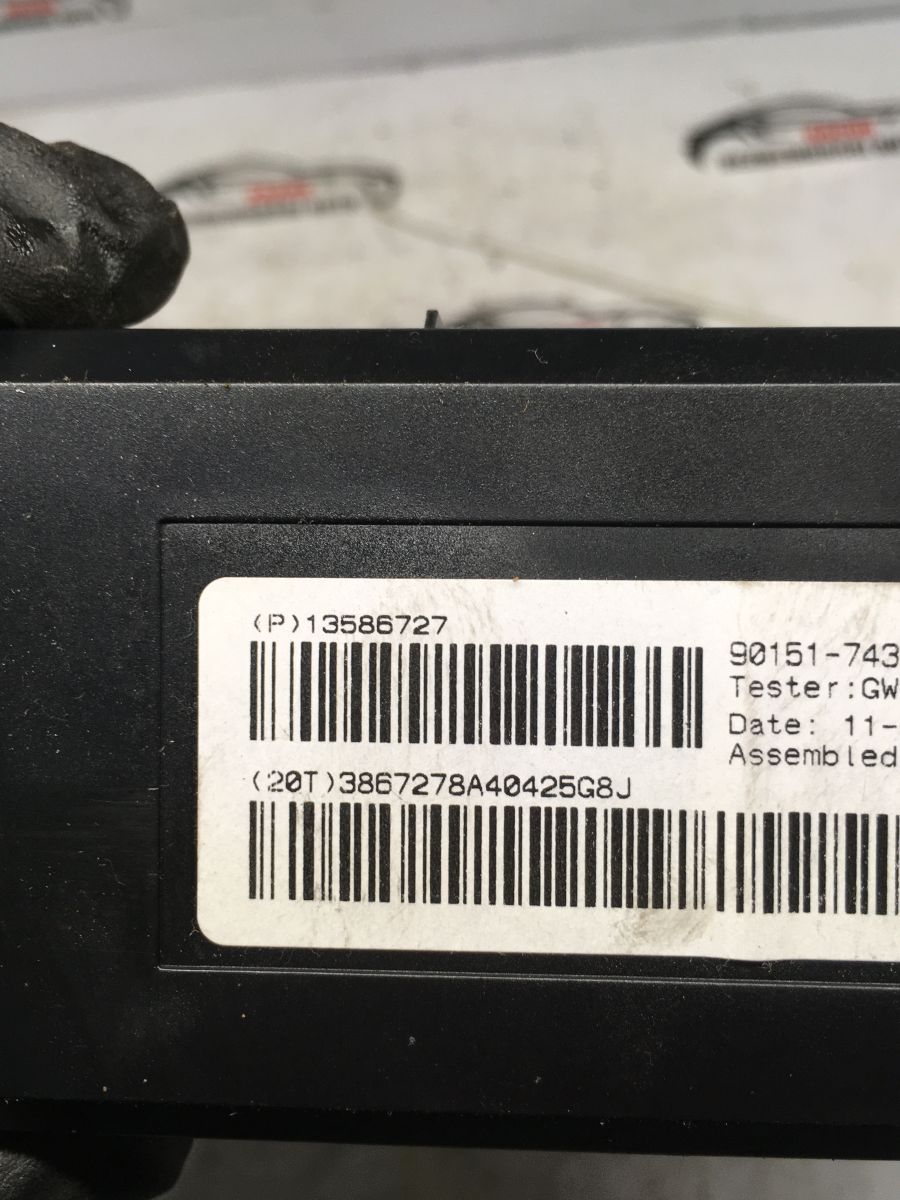 (P)13586727
90151-743
Tester:GW
Date: 11-
Assembled
(20T)3867278A40425G8J